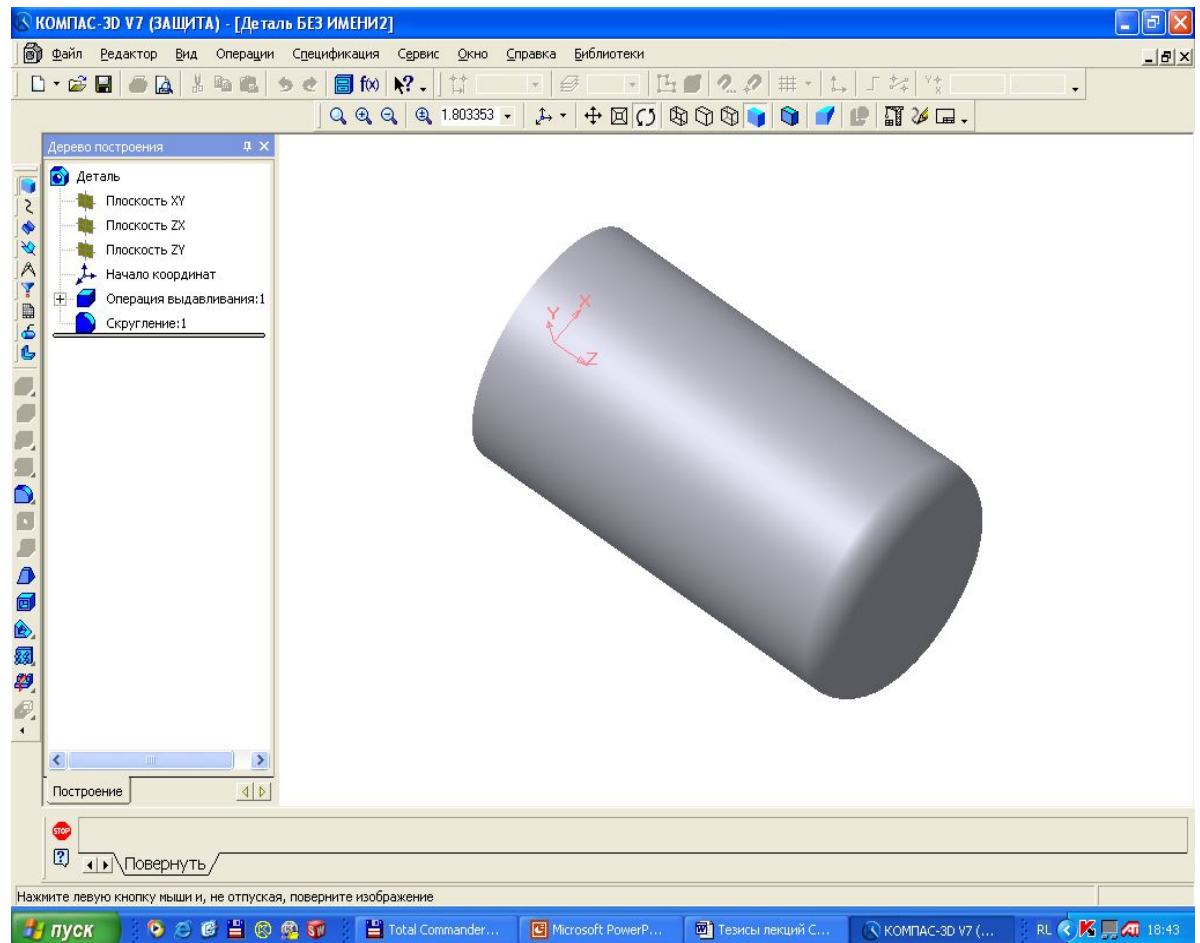 КОМПАС-3D V7 (ЗАЩИТА) - [Деталь БЕЗ ИМЕНИ2]
Файл Редактор Вид Операции Спецификация Сервис Окно Справка Библиотеки
f(x)
1.803353
Дерево построения
Деталь
Плоскость XY
Плоскость ZX
Плоскость ZY
Начало координат
Операция выдавливания:1
Скругление:1
X
Y
Z
Построение
STOP
Повернуть
Нажмите левую кнопку мыши и, не отпуская, поверните изображение
пуск Total Commander... Microsoft PowerP... Тезисы лекций С... КОМПАС-3D V7 (... RL 18:43